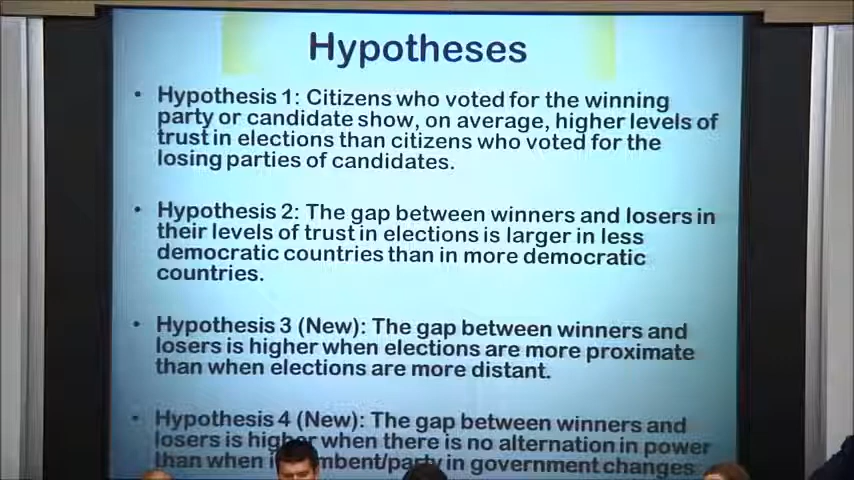 Hypotheses
• Hypothesis 1: Citizens who voted for the winning
party or candidate show, on average, higher levels of
trust in elections than citizens who voted for the
losing parties of candidates.
• Hypothesis 2: The gap between winners and losers in
their levels of trust in elections is larger in less
democratic countries than in more democratic
countries.
• Hypothesis 3 (New): The gap between winners and
losers is higher when elections are more proximate
than when elections are more distant.
• Hypothesis 4 (New): The gap between winners and
losers is higher when there is no alternation in power
than when in government changes